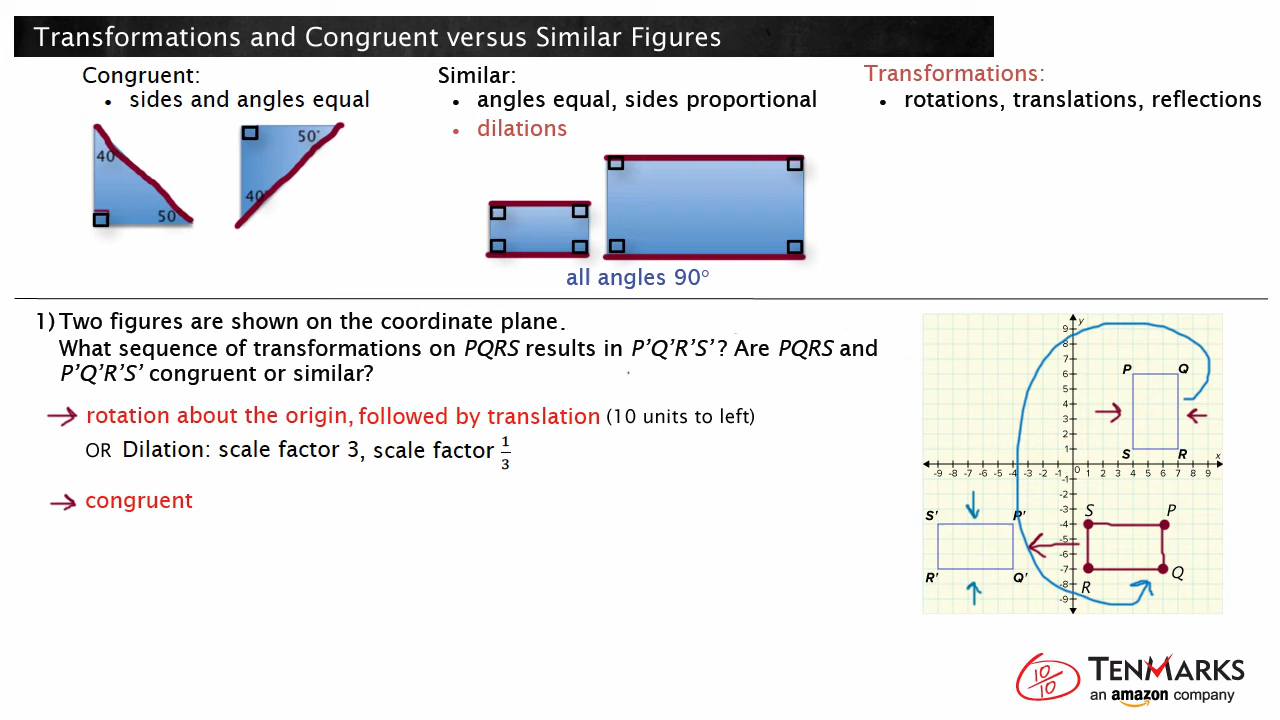 Transformations and Congruent versus Similar Figures
Congruent:
• sides and angles equal
40°
50
50°
40°
Similar:
• angles equal, sides proportional
• dilations
all angles 90°
Transformations:
• rotations, translations, reflections
1) Two figures are shown on the coordinate plane.
What sequence of transformations on PQRS results in P'Q'R'S'? Are PQRS and
P'Q'R'S' congruent or similar?
→ rotation about the origin, followed by translation (10 units to left)
OR Dilation: scale factor 3, scale factor 1/3
→ congruent
y
9
8
7
6
5
4
3
2
1
P Q
S R
x
-9 -8 -7 -6 -5 -4 -3 -2 -1 0 1 2 3 4 5 6 7 8 9
-1
-2
-3
-4
-5
-6
-7
-8
-9
S' P'
R' Q'
S P
R Q
10/10
TENMARKS
an amazon company